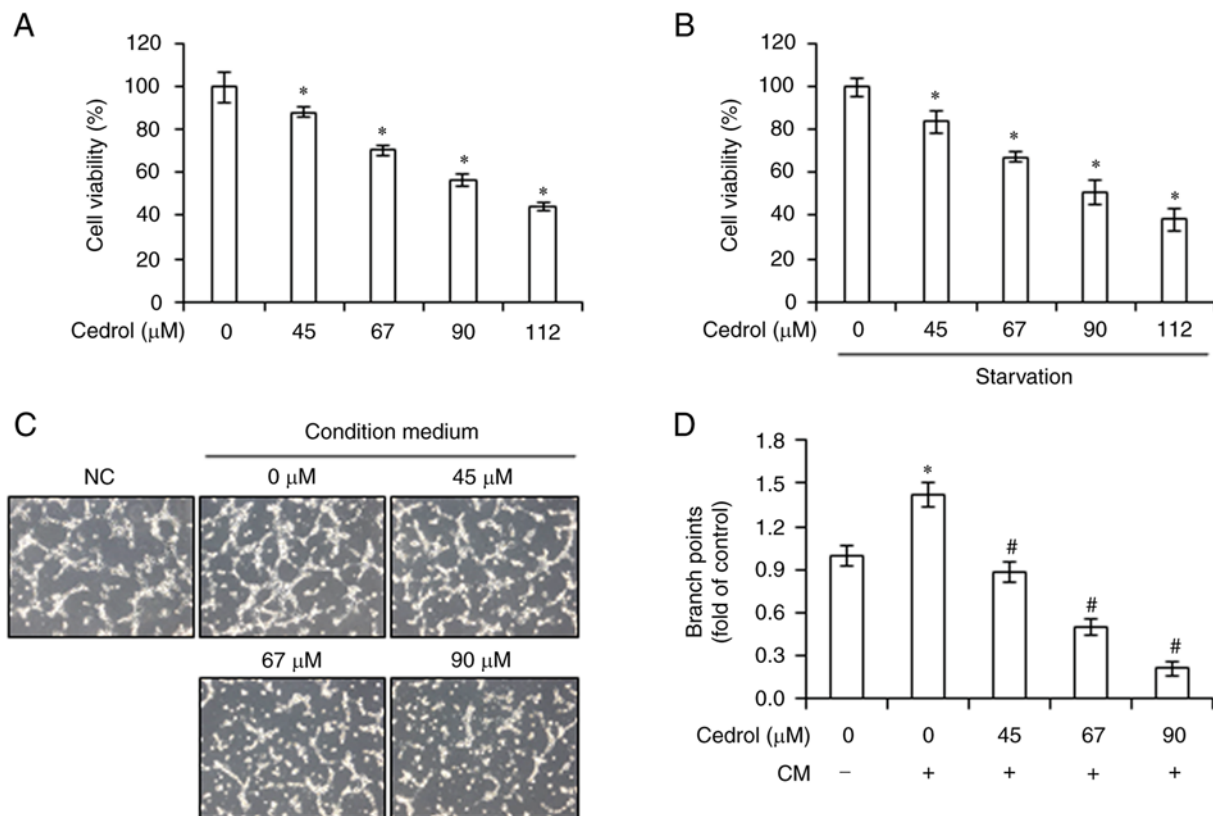 A
Cell viability (%)
120
100
80
60
40
20
0
*
*
*
*
Cedrol (μM) 0 45 67 90 112
B
Cell viability (%)
120
100
80
60
40
20
0
*
*
*
*
Cedrol (μM) 0 45 67 90 112
Starvation
C
Condition medium
NC 0 μM 45 μM
67 μM 90 μM
D
Branch points
(fold of control)
1.8
1.5
1.2
0.9
0.6
0.3
0.0
*
#
#
#
Cedrol (μM) 0 0 45 67 90
CM − + + + +